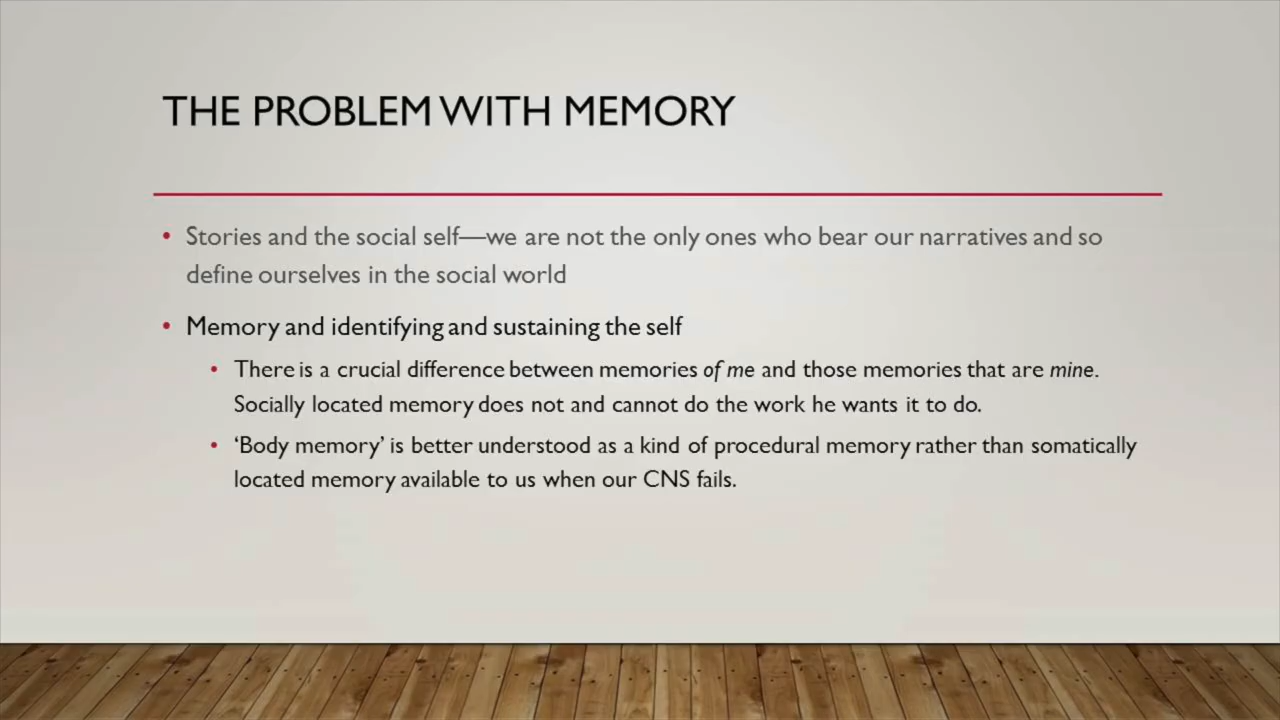 THE PROBLEM WITH MEMORY
• Stories and the social self—we are not the only ones who bear our narratives and so
define ourselves in the social world
• Memory and identifying and sustaining the self
• There is a crucial difference between memories of me and those memories that are mine.
Socially located memory does not and cannot do the work he wants it to do.
• ‘Body memory’ is better understood as a kind of procedural memory rather than somatically
located memory available to us when our CNS fails.